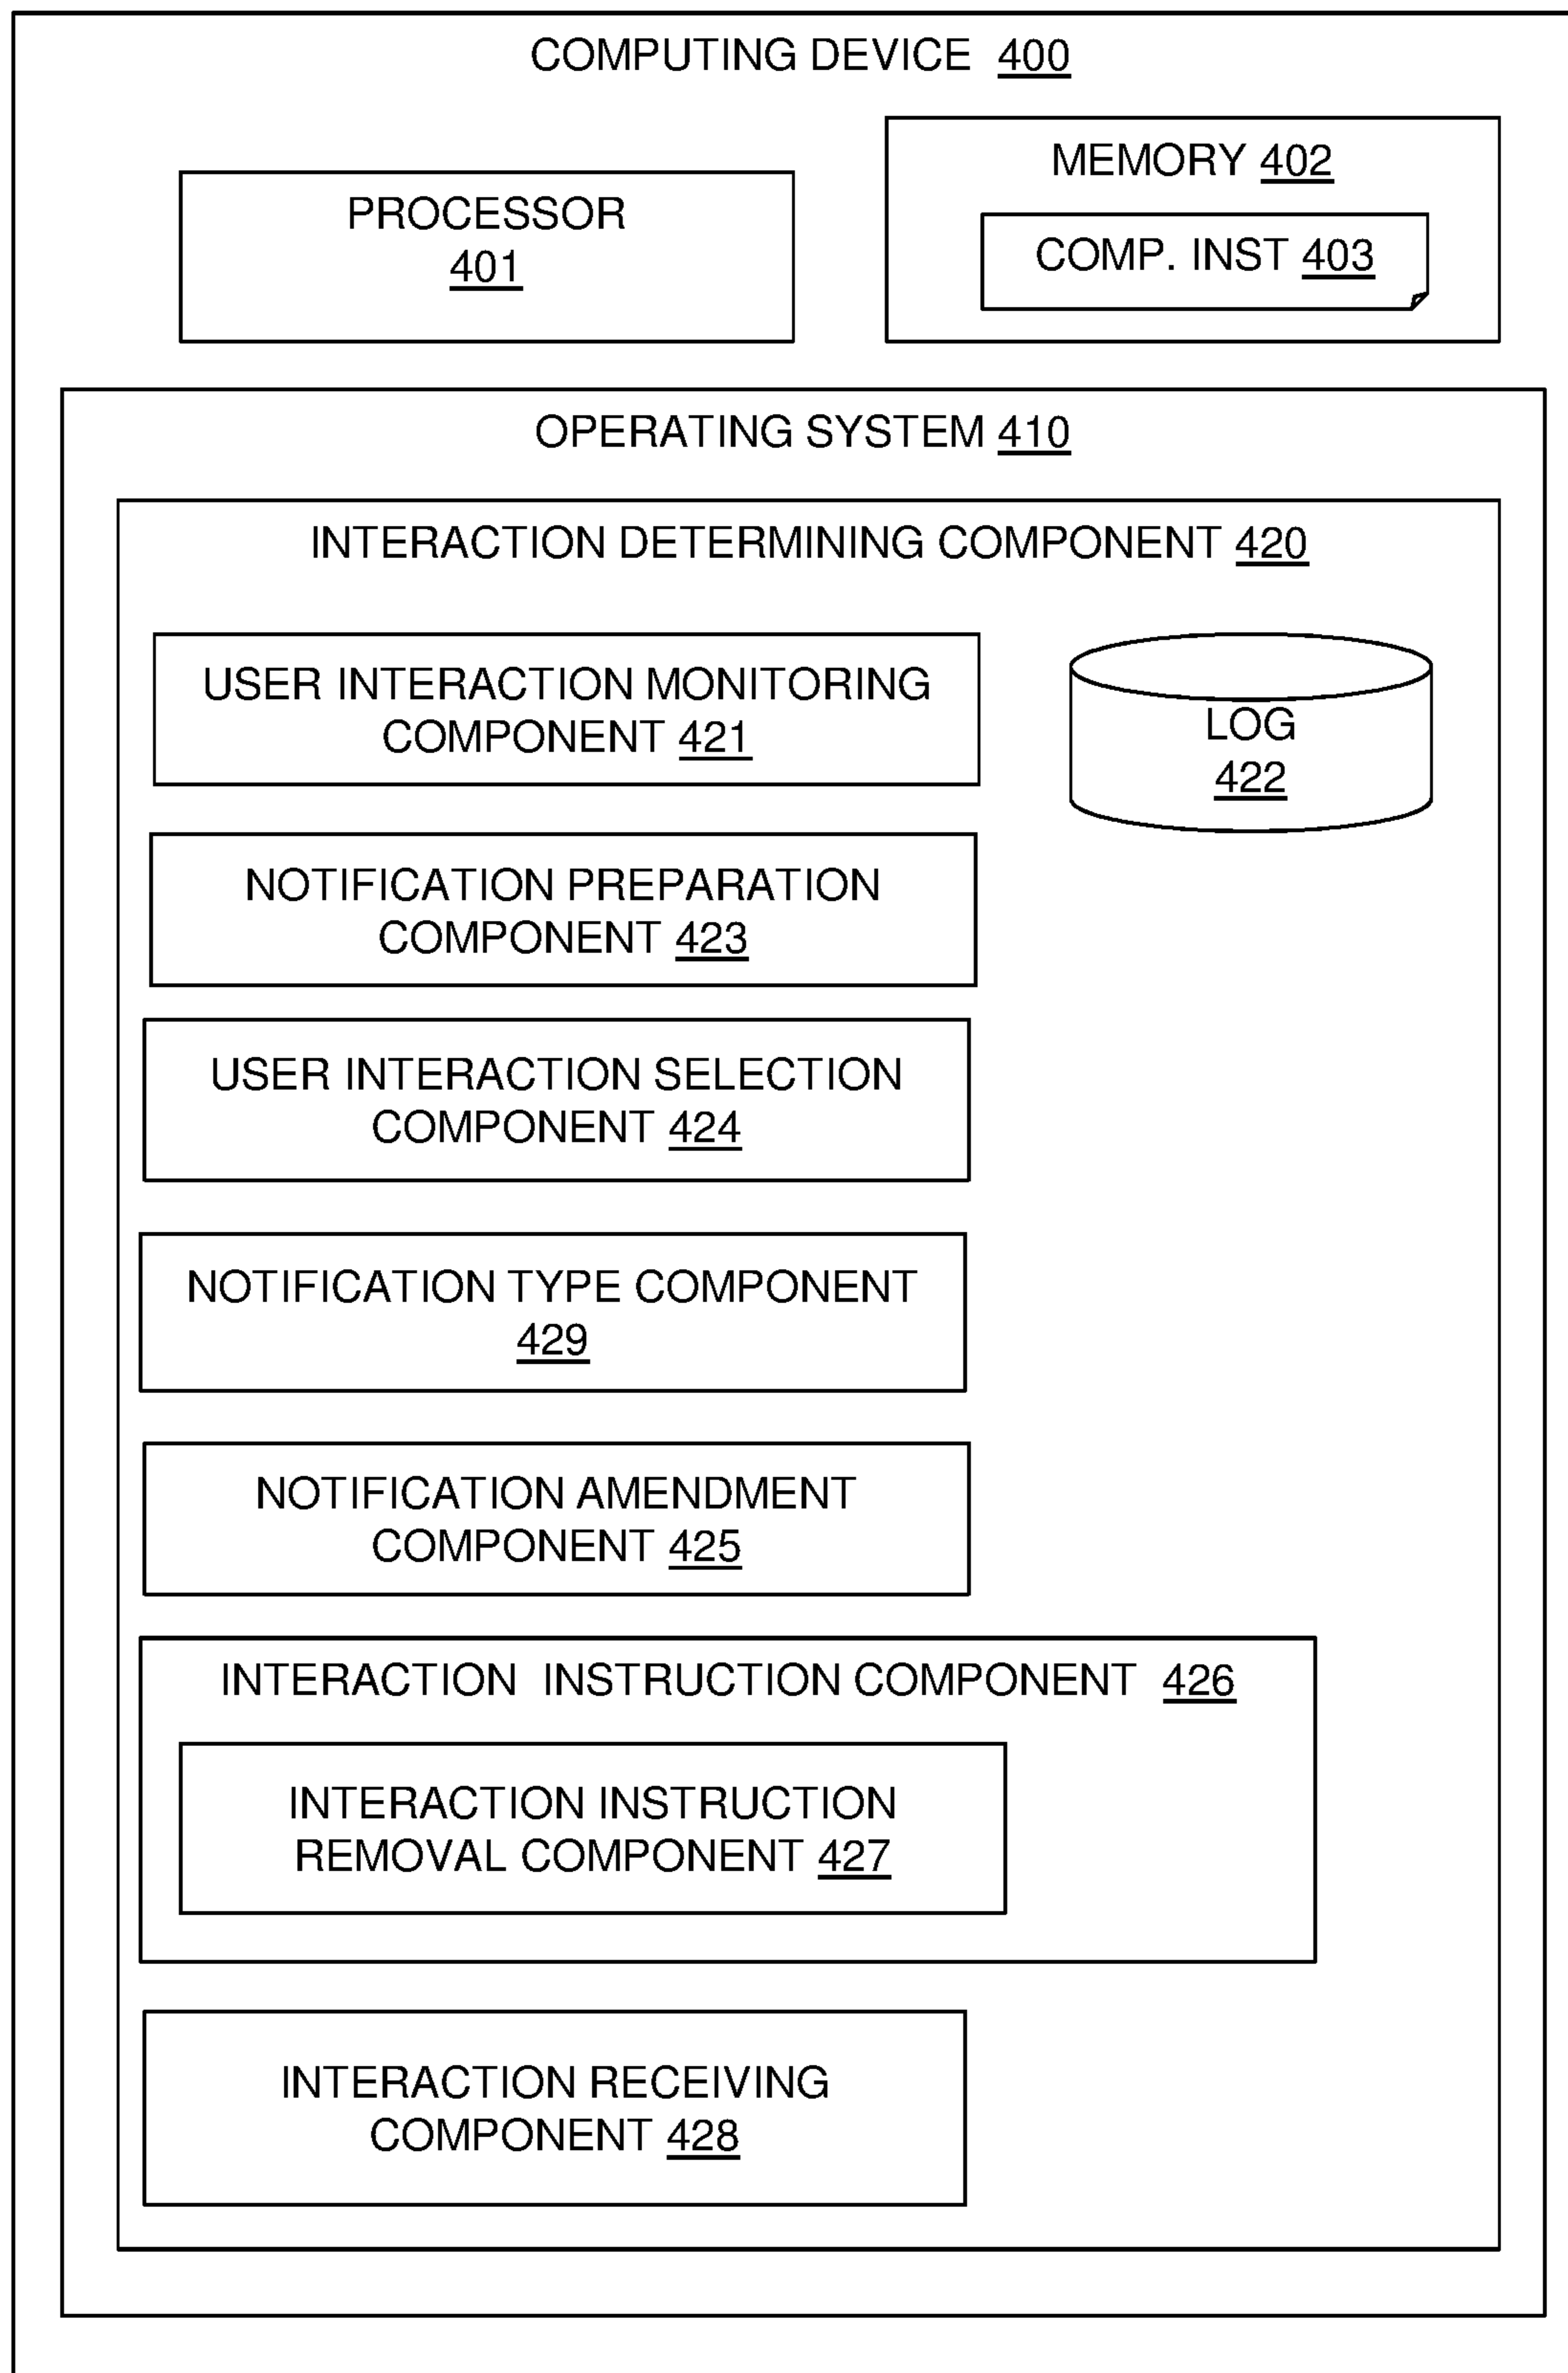 COMPUTING DEVICE 400
PROCESSOR
401
MEMORY 402
COMP. INST 403
OPERATING SYSTEM 410
INTERACTION DETERMINING COMPONENT 420
USER INTERACTION MONITORING
COMPONENT 421
LOG
422
NOTIFICATION PREPARATION
COMPONENT 423
USER INTERACTION SELECTION
COMPONENT 424
NOTIFICATION TYPE COMPONENT
429
NOTIFICATION AMENDMENT
COMPONENT 425
INTERACTION INSTRUCTION COMPONENT 426
INTERACTION INSTRUCTION
REMOVAL COMPONENT 427
INTERACTION RECEIVING
COMPONENT 428